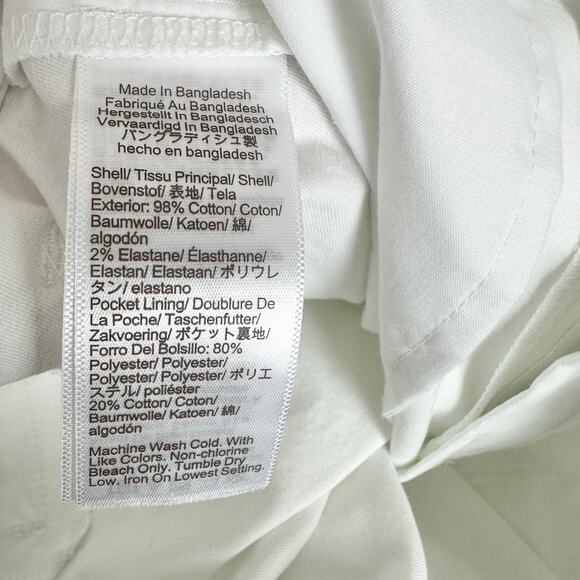 Made In Bangladesh
Fabriqué Au Bangladesh
Hergestellt In Bangladesch
Vervaardigd In Bangladesh
バングラディシュ製
hecho en bangladesh
Shell/ Tissu Principal/ Shell/
Bovenstof/ 表地/ Tela
Exterior: 98% Cotton/ Coton/
Baumwolle/ Katoen/ 綿/
algodón
2% Elastane/ Élasthanne/
Elastan/ Elastaan/ ポリウレ
タン/ elastano
Pocket Lining/ Doublure De
La Poche/ Taschenfutter/
Zakvoering/ ポケット裏地/
Forro Del Bolsillo: 80%
Polyester/ Polyester/
Polyester/ Polyester/ ポリエ
ステル/ poliéster
20% Cotton/ Coton/
Baumwolle/ Katoen/ 綿/
algodón
Machine Wash Cold. With
Like Colors. Non-chlorine
Bleach Only. Tumble Dry
Low. Iron On Lowest Setting.